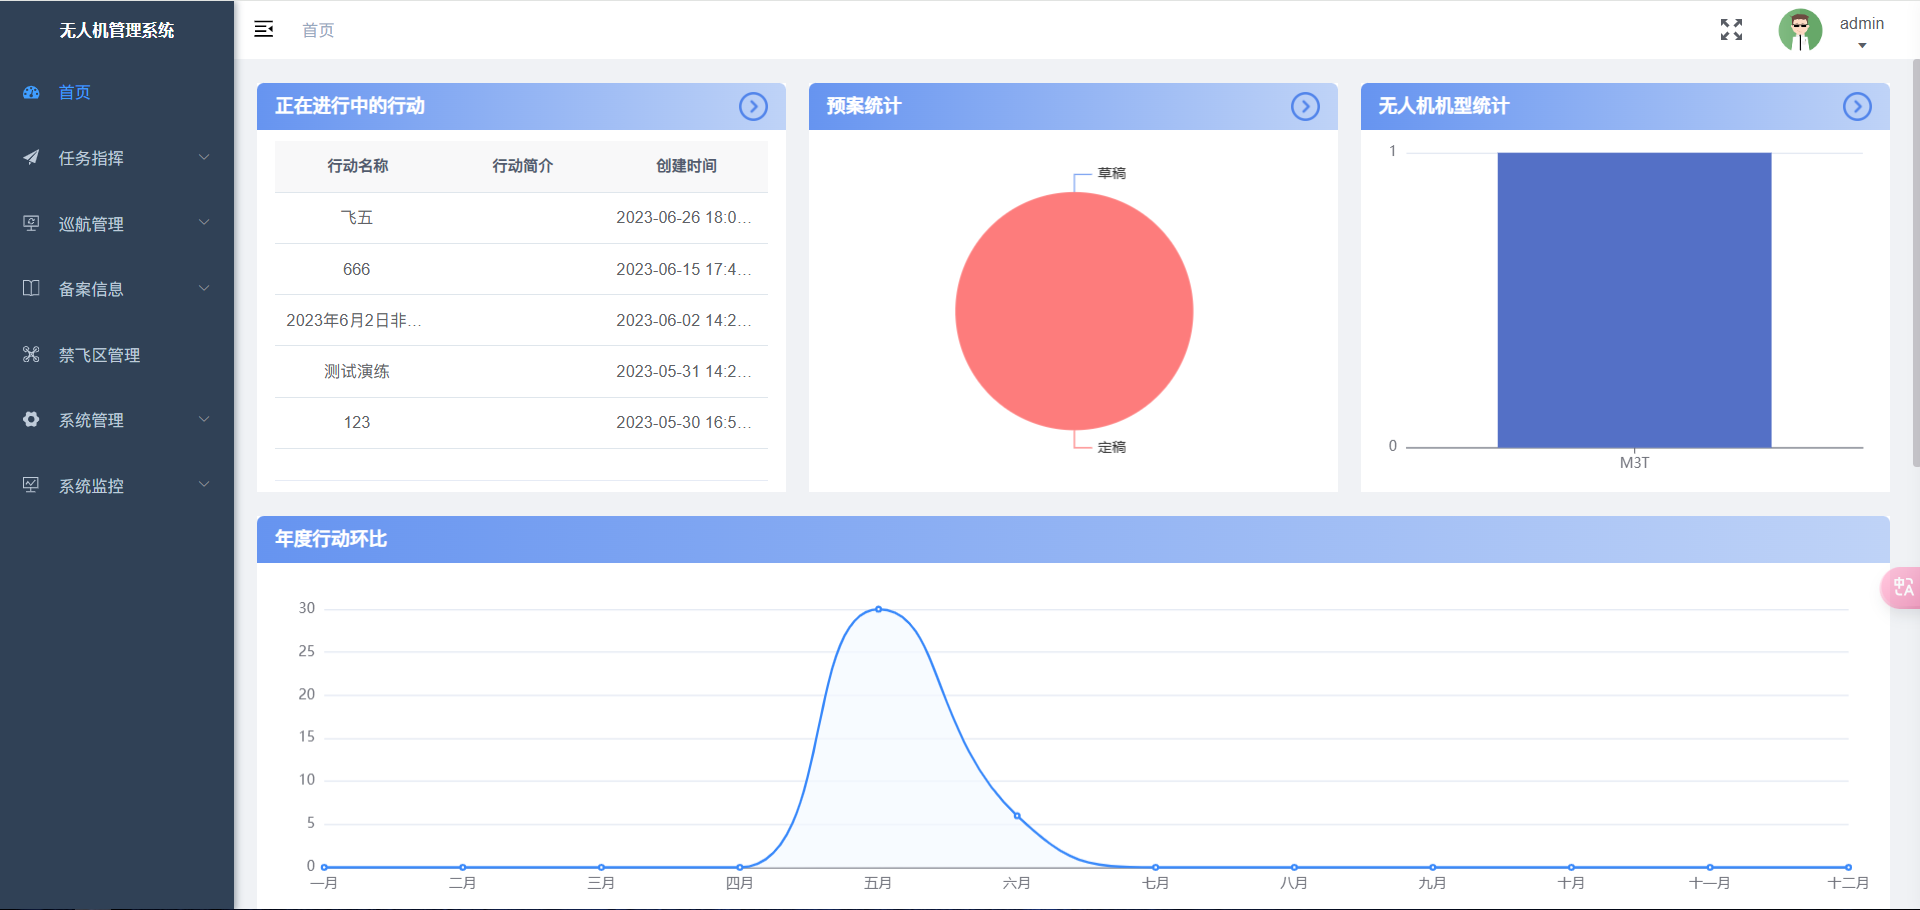 无人机管理系统
首页
任务指挥
巡航管理
备案信息
禁飞区管理
系统管理
系统监控
首页
admin
正在进行中的行动
行动名称 行动简介 创建时间
飞五 2023-06-26 18:0...
666 2023-06-15 17:4...
2023年6月2日非... 2023-06-02 14:2...
测试演练 2023-05-31 14:2...
123 2023-05-30 16:5...
预案统计
草稿
定稿
无人机机型统计
1
0
M3T
年度行动环比
30
25
20
15
10
5
0
一月 二月 三月 四月 五月 六月 七月 八月 九月 十月 十一月 十二月
中 A